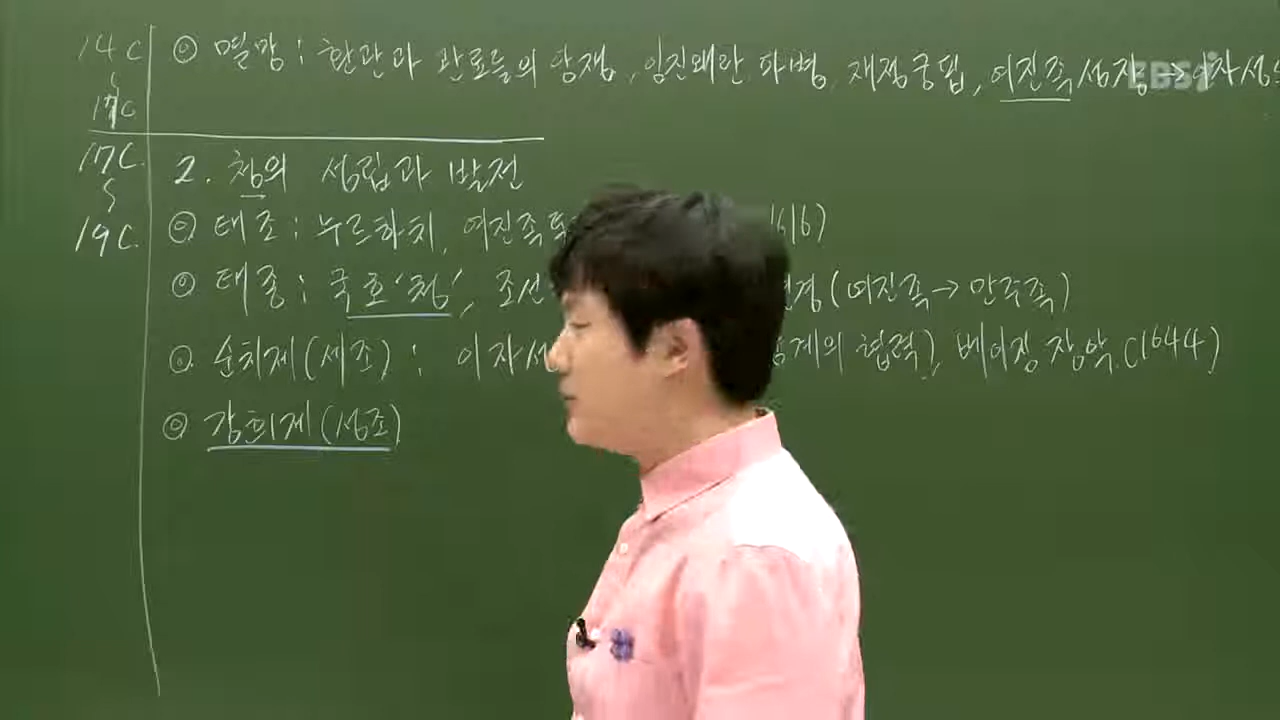 14C
~
17C
◎ 멸망 : 환관과 관료들의 당쟁, 임진왜란 파병, 재정궁핍, 여진족 성장 → 이자성
EBSi
17C.
~
19C.
2. 청의 성립과 발전
◎ 태조 : 누르하치, 여진족 1616)
◎ 태종 : 국호 '청', 조선 (여진족 → 만주족)
◎ 순치제(세조) : 이자성 계의 협력), 베이징 장악. (1644)
◎ 강희제(성조)